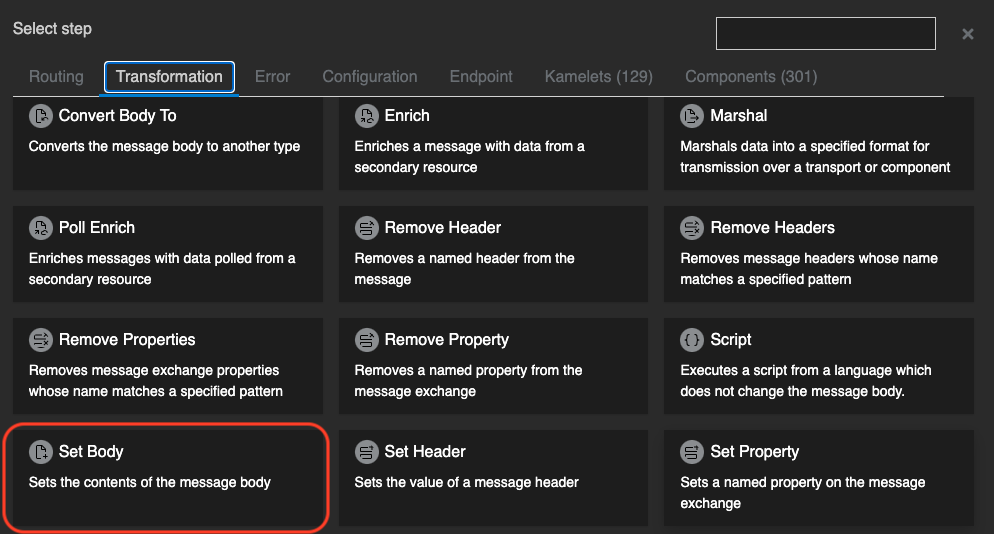 Select step
Routing Transformation Error Configuration Endpoint Kamelets (129) Components (301)
Convert Body To
Converts the message body to another type
Enrich
Enriches a message with data from a
secondary resource
Marshal
Marshals data into a specified format for
transmission over a transport or component
Poll Enrich
Enriches messages with data polled from a
secondary resource
Remove Header
Removes a named header from the
message
Remove Headers
Removes message headers whose name
matches a specified pattern
Remove Properties
Removes message exchange properties
whose name matches a specified pattern
Remove Property
Removes a named property from the
message exchange
Script
Executes a script from a language which
does not change the message body.
Set Body
Sets the contents of the message body
Set Header
Sets the value of a message header
Set Property
Sets a named property on the message
exchange